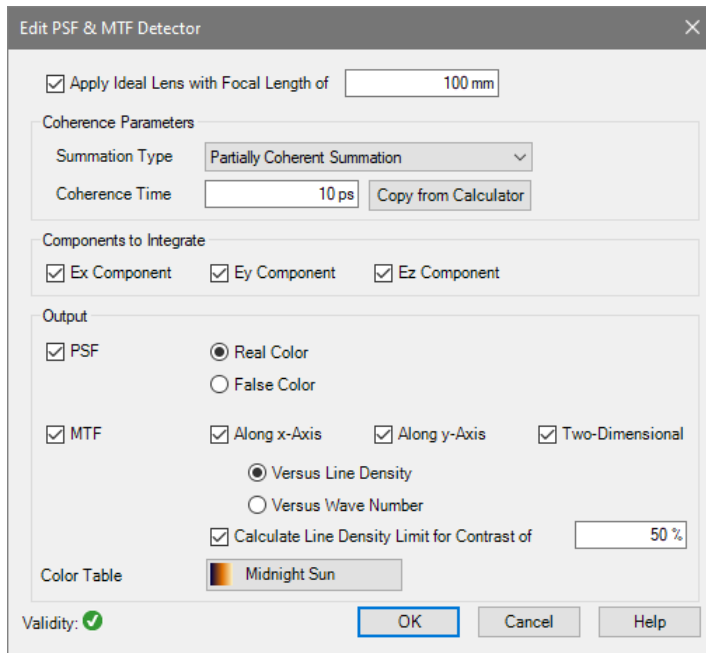 Edit PSF & MTF Detector
Apply Ideal Lens with Focal Length of 100 mm
Coherence Parameters
Summation Type Partially Coherent Summation
Coherence Time 10 ps Copy from Calculator
Components to Integrate
Ex Component Ey Component Ez Component
Output
PSF Real Color
False Color
MTF Along x-Axis Along y-Axis Two-Dimensional
Versus Line Density
Versus Wave Number
Calculate Line Density Limit for Contrast of 50 %
Color Table Midnight Sun
Validity: OK Cancel Help